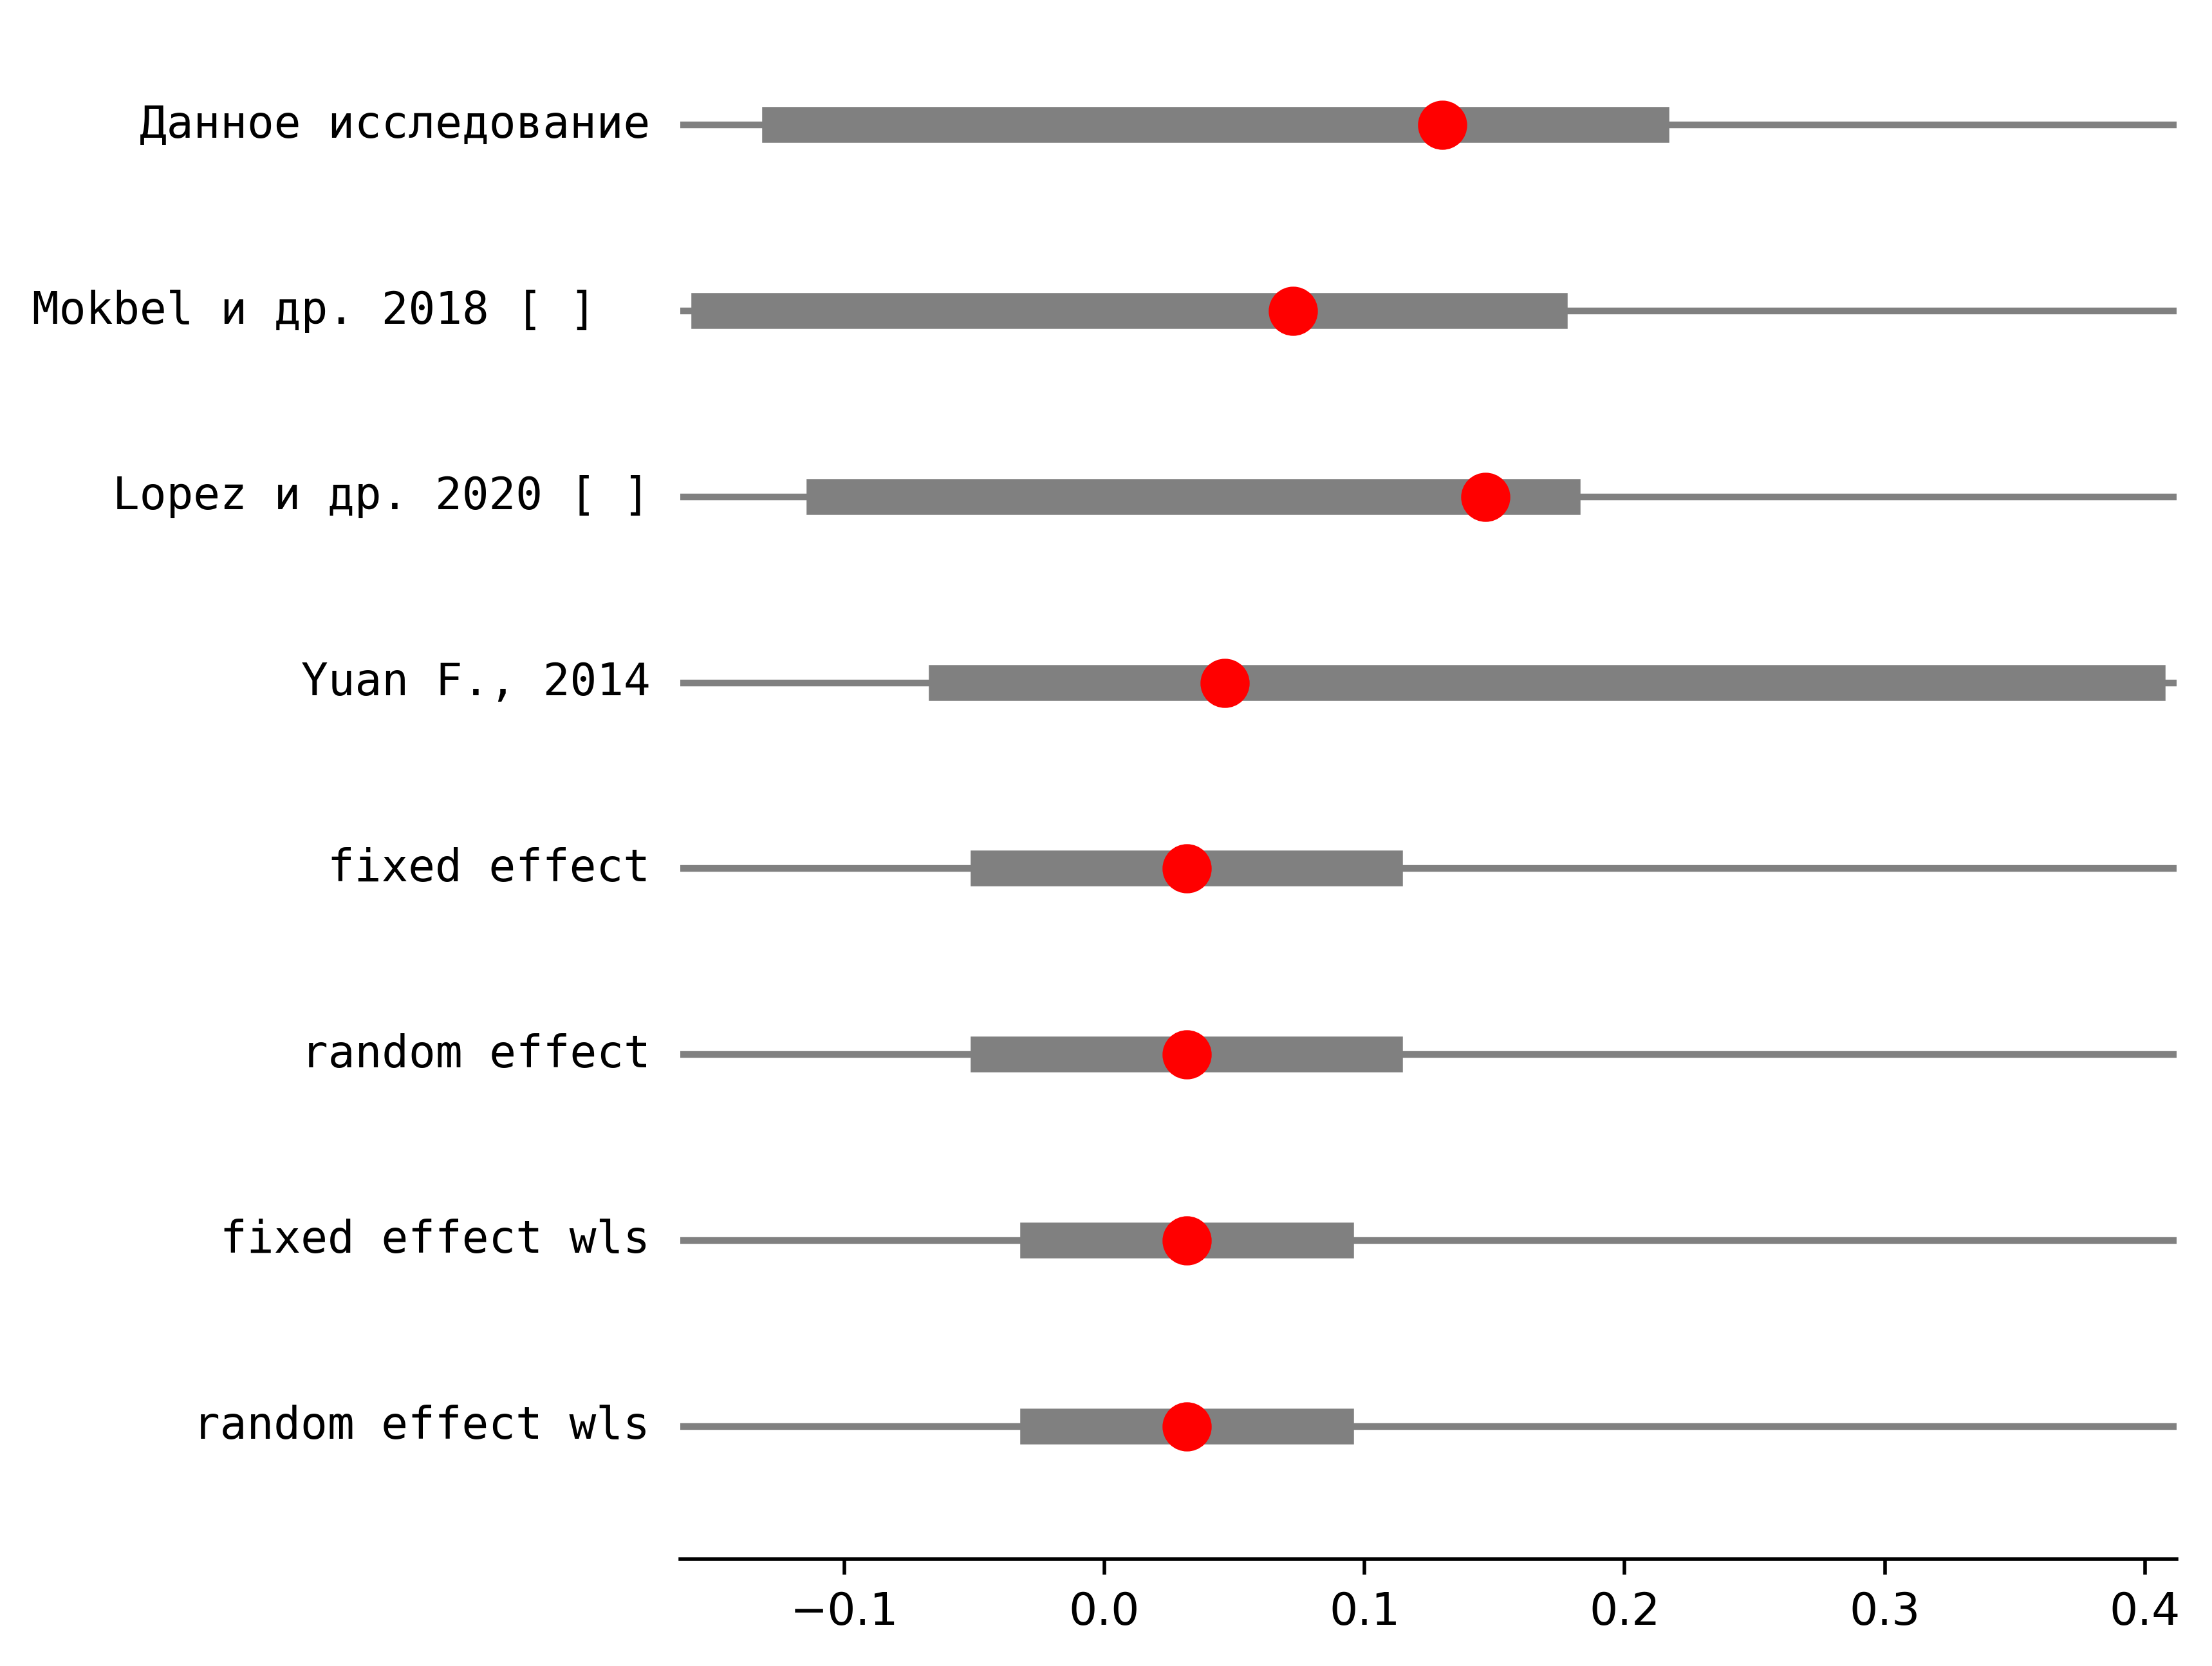 Данное исследование
Mokbel и др. 2018 [ ]
Lopez и др. 2020 [ ]
Yuan F., 2014
fixed effect
random effect
fixed effect wls
random effect wls
−0.1 0.0 0.1 0.2 0.3 0.4